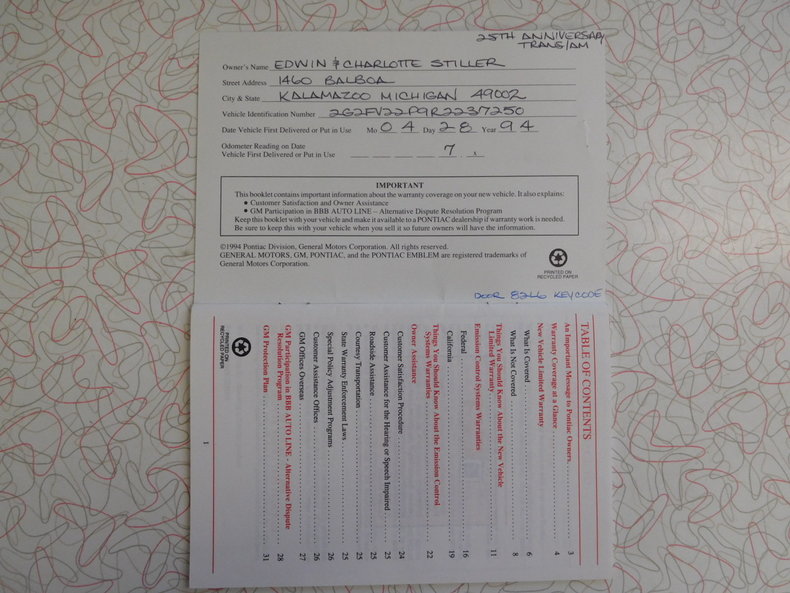 25TH ANNIVERSARY
TRANS/AM
Owner's Name EDWIN & CHARLOTTE STILLER
Street Address 1460 BALBOA
City & State KALAMAZOO MICHIGAN 49002
Vehicle Identification Number 2G2FV22P9R2237250
Date Vehicle First Delivered or Put in Use Mo 04 Day 28 Year 94
Odometer Reading on Date
Vehicle First Delivered or Put in Use 7.
IMPORTANT
This booklet contains important information about the warranty coverage on your new vehicle. It also explains:
• Customer Satisfaction and Owner Assistance
• GM Participation in BBB AUTO LINE – Alternative Dispute Resolution Program
Keep this booklet with your vehicle and make it available to a PONTIAC dealership if warranty work is needed.
Be sure to keep this with your vehicle when you sell it so future owners will have the information.
©1994 Pontiac Division, General Motors Corporation. All rights reserved.
GENERAL MOTORS, GM, PONTIAC, and the PONTIAC EMBLEM are registered trademarks of
General Motors Corporation.
PRINTED ON
RECYCLED PAPER
DOOR 8266 KEYCODE
TABLE OF CONTENTS
An Important Message to Pontiac Owners 3
Warranty Coverage at a Glance 4
New Vehicle Limited Warranty
What Is Covered 6
What Is Not Covered 8
Things You Should Know About the New Vehicle
Limited Warranty 11
Emission Control Systems Warranties
Federal 16
California 19
Things You Should Know About the Emission Control
Systems Warranties 22
Owner Assistance
Customer Satisfaction Procedure 24
Customer Assistance for the Hearing or Speech Impaired 25
Roadside Assistance 25
Courtesy Transportation 25
State Warranty Enforcement Laws 25
Special Policy Adjustment Programs 26
Customer Assistance Offices 26
GM Offices Overseas 27
GM Participation in BBB AUTO LINE - Alternative Dispute
Resolution Program 28
GM Protection Plan 31
PRINTED ON
RECYCLED PAPER
1